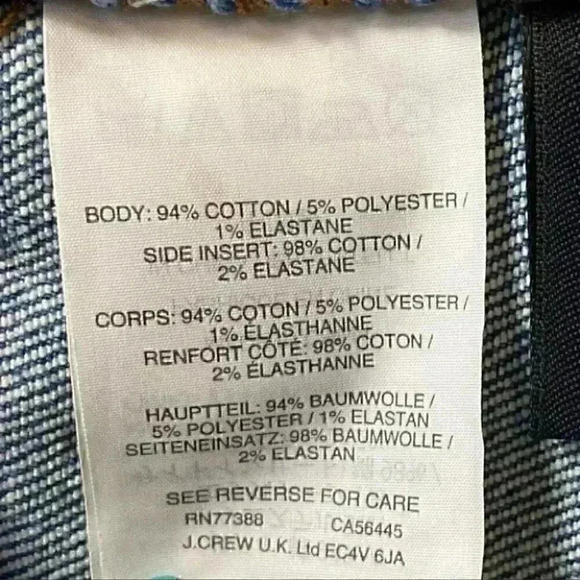 BODY: 94% COTTON / 5% POLYESTER /
1% ELASTANE
SIDE INSERT: 98% COTTON /
2% ELASTANE
CORPS: 94% COTON / 5% POLYESTER /
1% ÉLASTHANNE
RENFORT CÔTÉ: 98% COTON /
2% ÉLASTHANNE
HAUPTTEIL: 94% BAUMWOLLE /
5% POLYESTER / 1% ELASTAN
SEITENEINSATZ: 98% BAUMWOLLE /
2% ELASTAN
SEE REVERSE FOR CARE
RN77388 CA56445
J.CREW U.K. Ltd EC4V 6JA